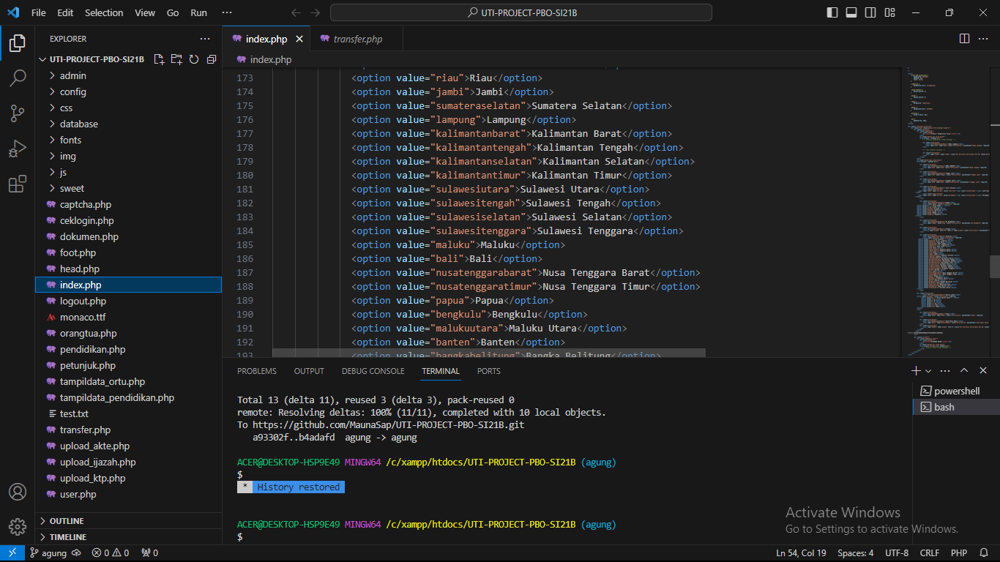 File Edit Selection View Go Run ··· UTI-PROJECT-PBO-SI21B
EXPLORER ···
UTI-PROJECT-PBO-SI21B
admin
config
css
database
fonts
img
js
sweet
captcha.php
ceklogin.php
dokumen.php
foot.php
head.php
index.php
logout.php
monaco.ttf
orangtua.php
pendidikan.php
petunjuk.php
tampildata_ortu.php
tampildata_pendidikan.php
test.txt
transfer.php
upload_akte.php
upload_ijazah.php
upload_ktp.php
user.php
OUTLINE
TIMELINE
index.php transfer.php
index.php
173 <option value="riau">Riau</option>
174 <option value="jambi">Jambi</option>
175 <option value="sumateraselatan">Sumatera Selatan</option>
176 <option value="lampung">Lampung</option>
177 <option value="kalimantanbarat">Kalimantan Barat</option>
178 <option value="kalimantantengah">Kalimantan Tengah</option>
179 <option value="kalimantanselatan">Kalimantan Selatan</option>
180 <option value="kalimantantimur">Kalimantan Timur</option>
181 <option value="sulawesiutara">Sulawesi Utara</option>
182 <option value="sulawesitengah">Sulawesi Tengah</option>
183 <option value="sulawesiselatan">Sulawesi Selatan</option>
184 <option value="sulawesitenggara">Sulawesi Tenggara</option>
185 <option value="maluku">Maluku</option>
186 <option value="bali">Bali</option>
187 <option value="nusatenggarabarat">Nusa Tenggara Barat</option>
188 <option value="nusatenggaratimur">Nusa Tenggara Timur</option>
189 <option value="papua">Papua</option>
190 <option value="bengkulu">Bengkulu</option>
191 <option value="malukuutara">Maluku Utara</option>
192 <option value="banten">Banten</option>
193 <option value="bangkabelitung">Bangka Belitung</option>
PROBLEMS OUTPUT DEBUG CONSOLE TERMINAL PORTS
Total 13 (delta 11), reused 3 (delta 3), pack-reused 0
remote: Resolving deltas: 100% (11/11), completed with 10 local objects.
To https://github.com/MaunaSap/UTI-PROJECT-PBO-SI21B.git
a93302f..b4adafd agung -> agung
ACER@DESKTOP-HSP9E49 MINGW64 /c/xampp/htdocs/UTI-PROJECT-PBO-SI21B (agung)
$
* History restored
ACER@DESKTOP-HSP9E49 MINGW64 /c/xampp/htdocs/UTI-PROJECT-PBO-SI21B (agung)
$
powershell
bash
Activate Windows
Go to Settings to activate Windows.
agung 0 0 0 Ln 54, Col 19 Spaces: 4 UTF-8 CRLF PHP